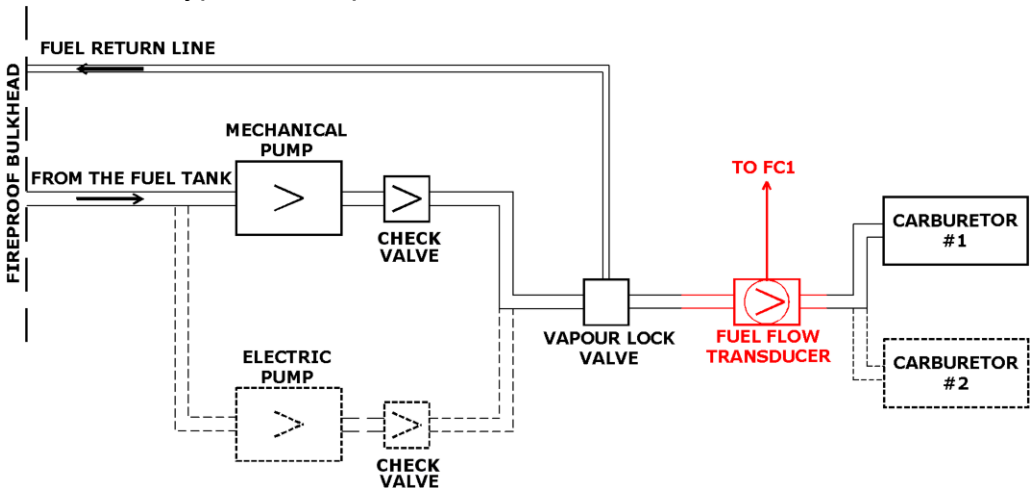 FUEL RETURN LINE
FIREPROOF BULKHEAD
MECHANICAL
PUMP
FROM THE FUEL TANK
CHECK
VALVE
TO FC1
CARBURETOR
#1
VAPOUR LOCK
VALVE
FUEL FLOW
TRANSDUCER
ELECTRIC
PUMP
CHECK
VALVE
CARBURETOR
#2